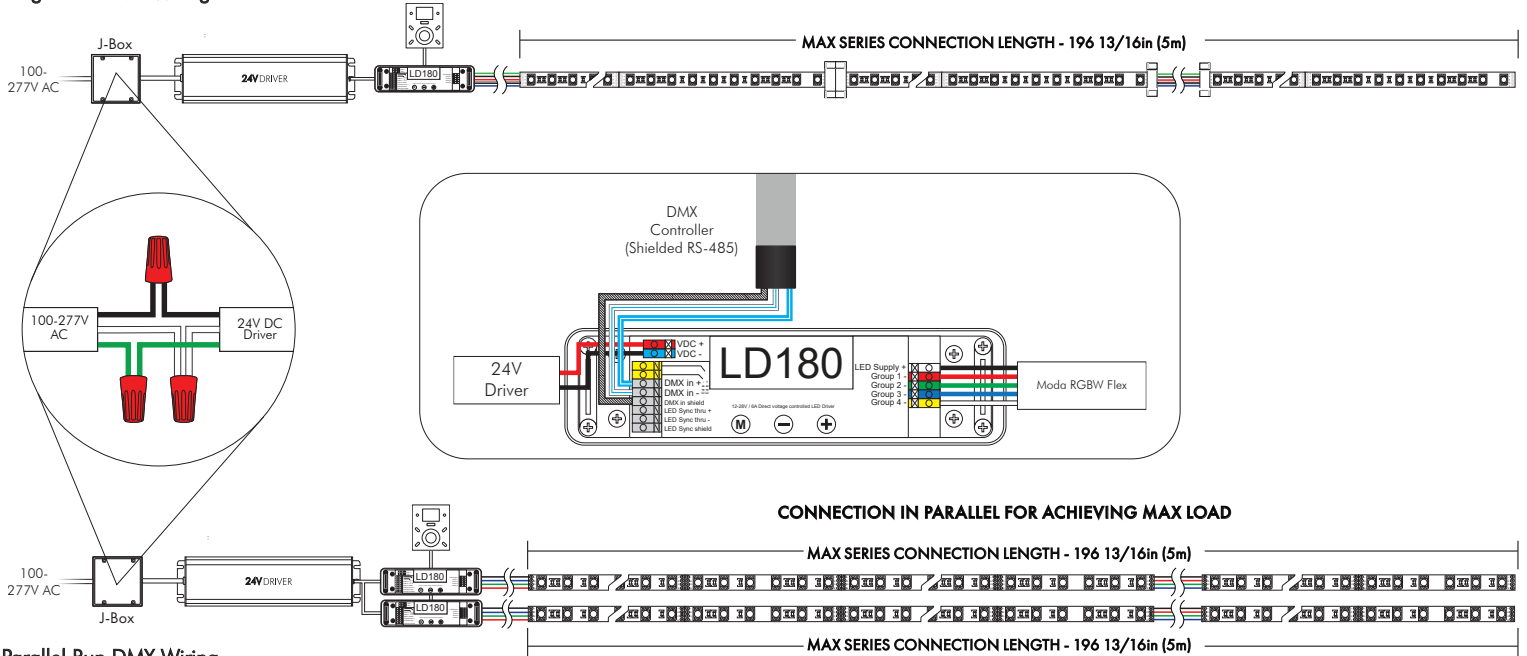 J-Box
100-
277V AC
24V DRIVER
LD180
MAX SERIES CONNECTION LENGTH - 196 13/16in (5m)
100-277V
AC
24V DC
Driver
DMX
Controller
(Shielded RS-485)
24V
Driver
VDC +
VDC -
DMX in +
DMX in -
DMX in shield
LED Sync thru +
LED Sync thru -
LED Sync shield
LD180
12-28V / 6A Direct voltage controlled LED Driver
M
LED Supply +
Group 1 -
Group 2 -
Group 3 -
Group 4 -
Moda RGBW Flex
CONNECTION IN PARALLEL FOR ACHIEVING MAX LOAD
100-
277V AC
J-Box
24V DRIVER
LD180
LD180
MAX SERIES CONNECTION LENGTH - 196 13/16in (5m)
MAX SERIES CONNECTION LENGTH - 196 13/16in (5m)
Parallel Run DMX Wiring